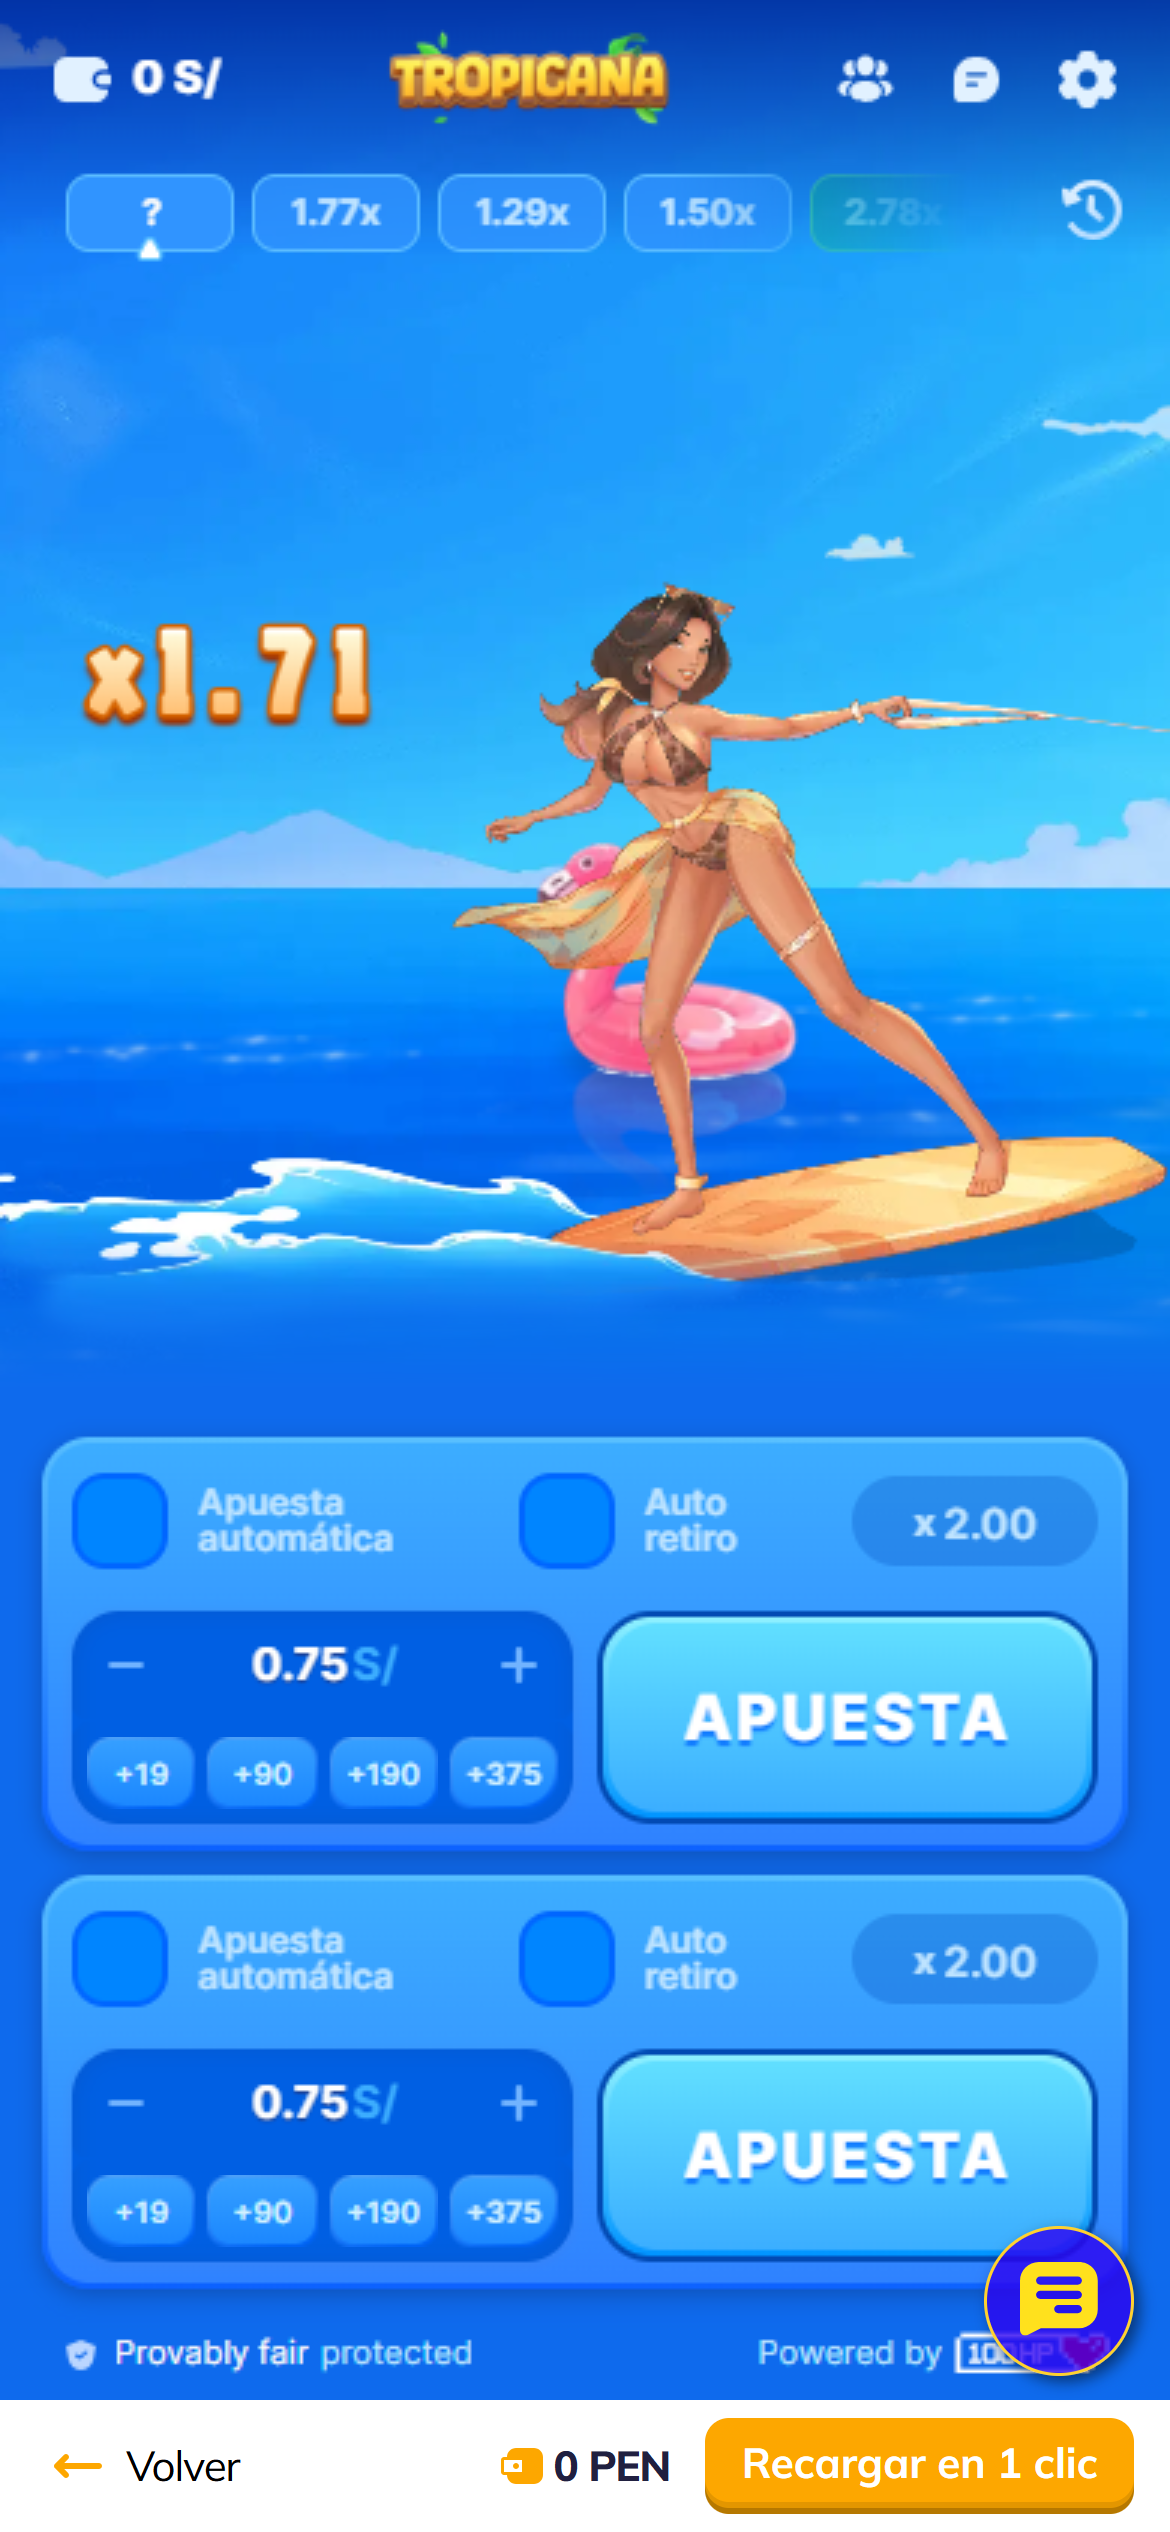 0 S/
TROPICANA
?
1.77x
1.29x
1.50x
2.78x
x1.71
Apuesta
automática
Auto
retiro
x 2.00
0.75 S/
+19
+90
+190
+375
APUESTA
Apuesta
automática
Auto
retiro
x 2.00
0.75 S/
+19
+90
+190
+375
APUESTA
Provably fair protected
Powered by 100HP
Volver
0 PEN
Recargar en 1 clic